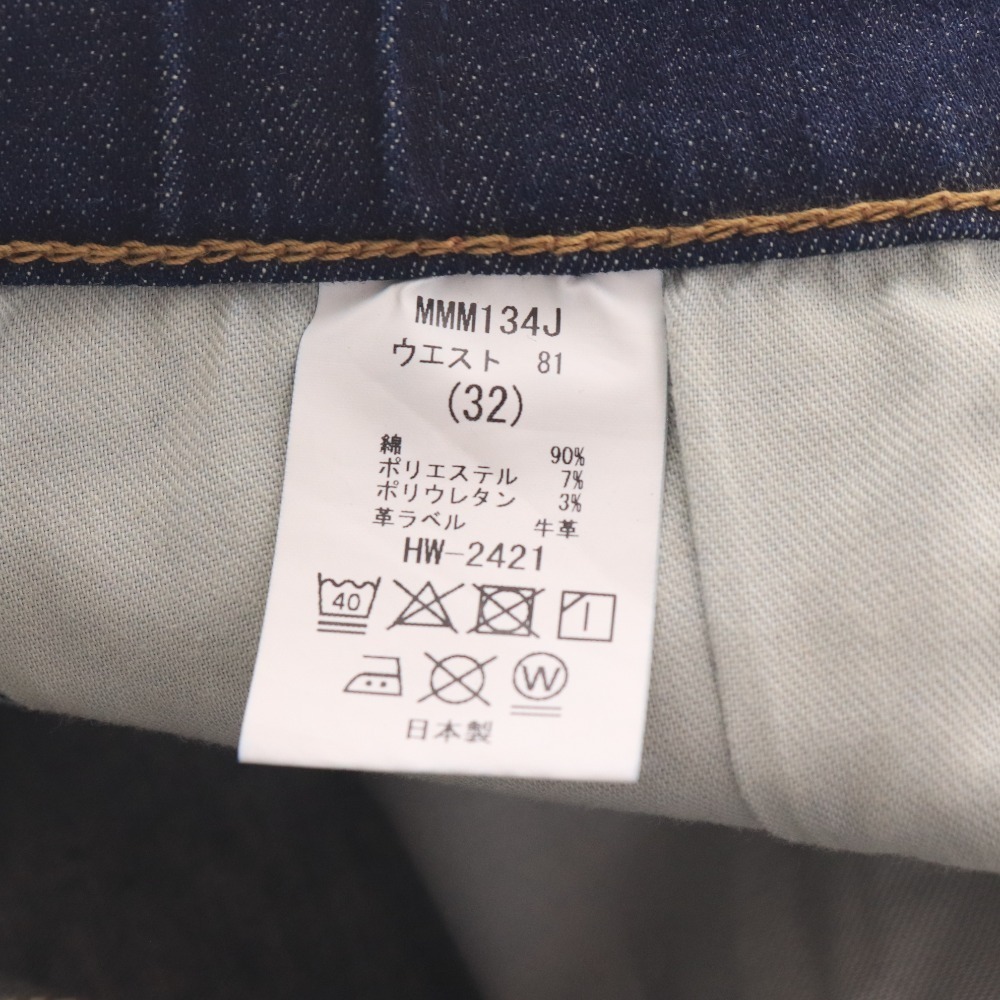 MMM134J
ウエスト 81
(32)
綿 90%
ポリエステル 7%
ポリウレタン 3%
革ラベル 牛革
HW-2421
40
W
日本製